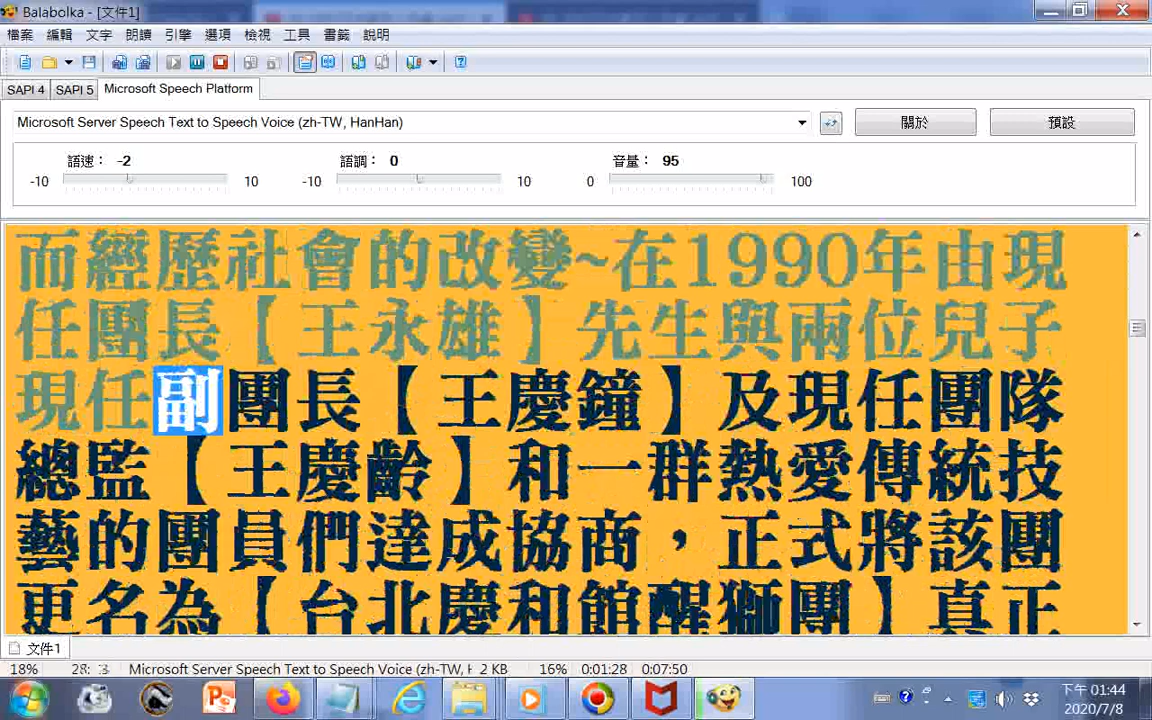 Balabolka - [文件1]
檔案 編輯 文字 朗讀 引擎 選項 檢視 工具 書籤 說明
SAPI 4 SAPI 5 Microsoft Speech Platform
Microsoft Server Speech Text to Speech Voice (zh-TW, HanHan) 關於 預設
語速： -2 語調： 0 音量： 95
-10 10 -10 10 0 100
而經歷社會的改變~在1990年由現
任團長【王永雄】先生與兩位兒子
現任副團長【王慶鐘】及現任團隊
總監【王慶齡】和一群熱愛傳統技
藝的團員們達成協商，正式將該團
更名為【台北慶和館醒獅團】真正
文件1
18% 28: Microsoft Server Speech Text to Speech Voice (zh-TW, 2 KB 16% 0:01:28 0:07:50
下午 01:44
2020/7/8